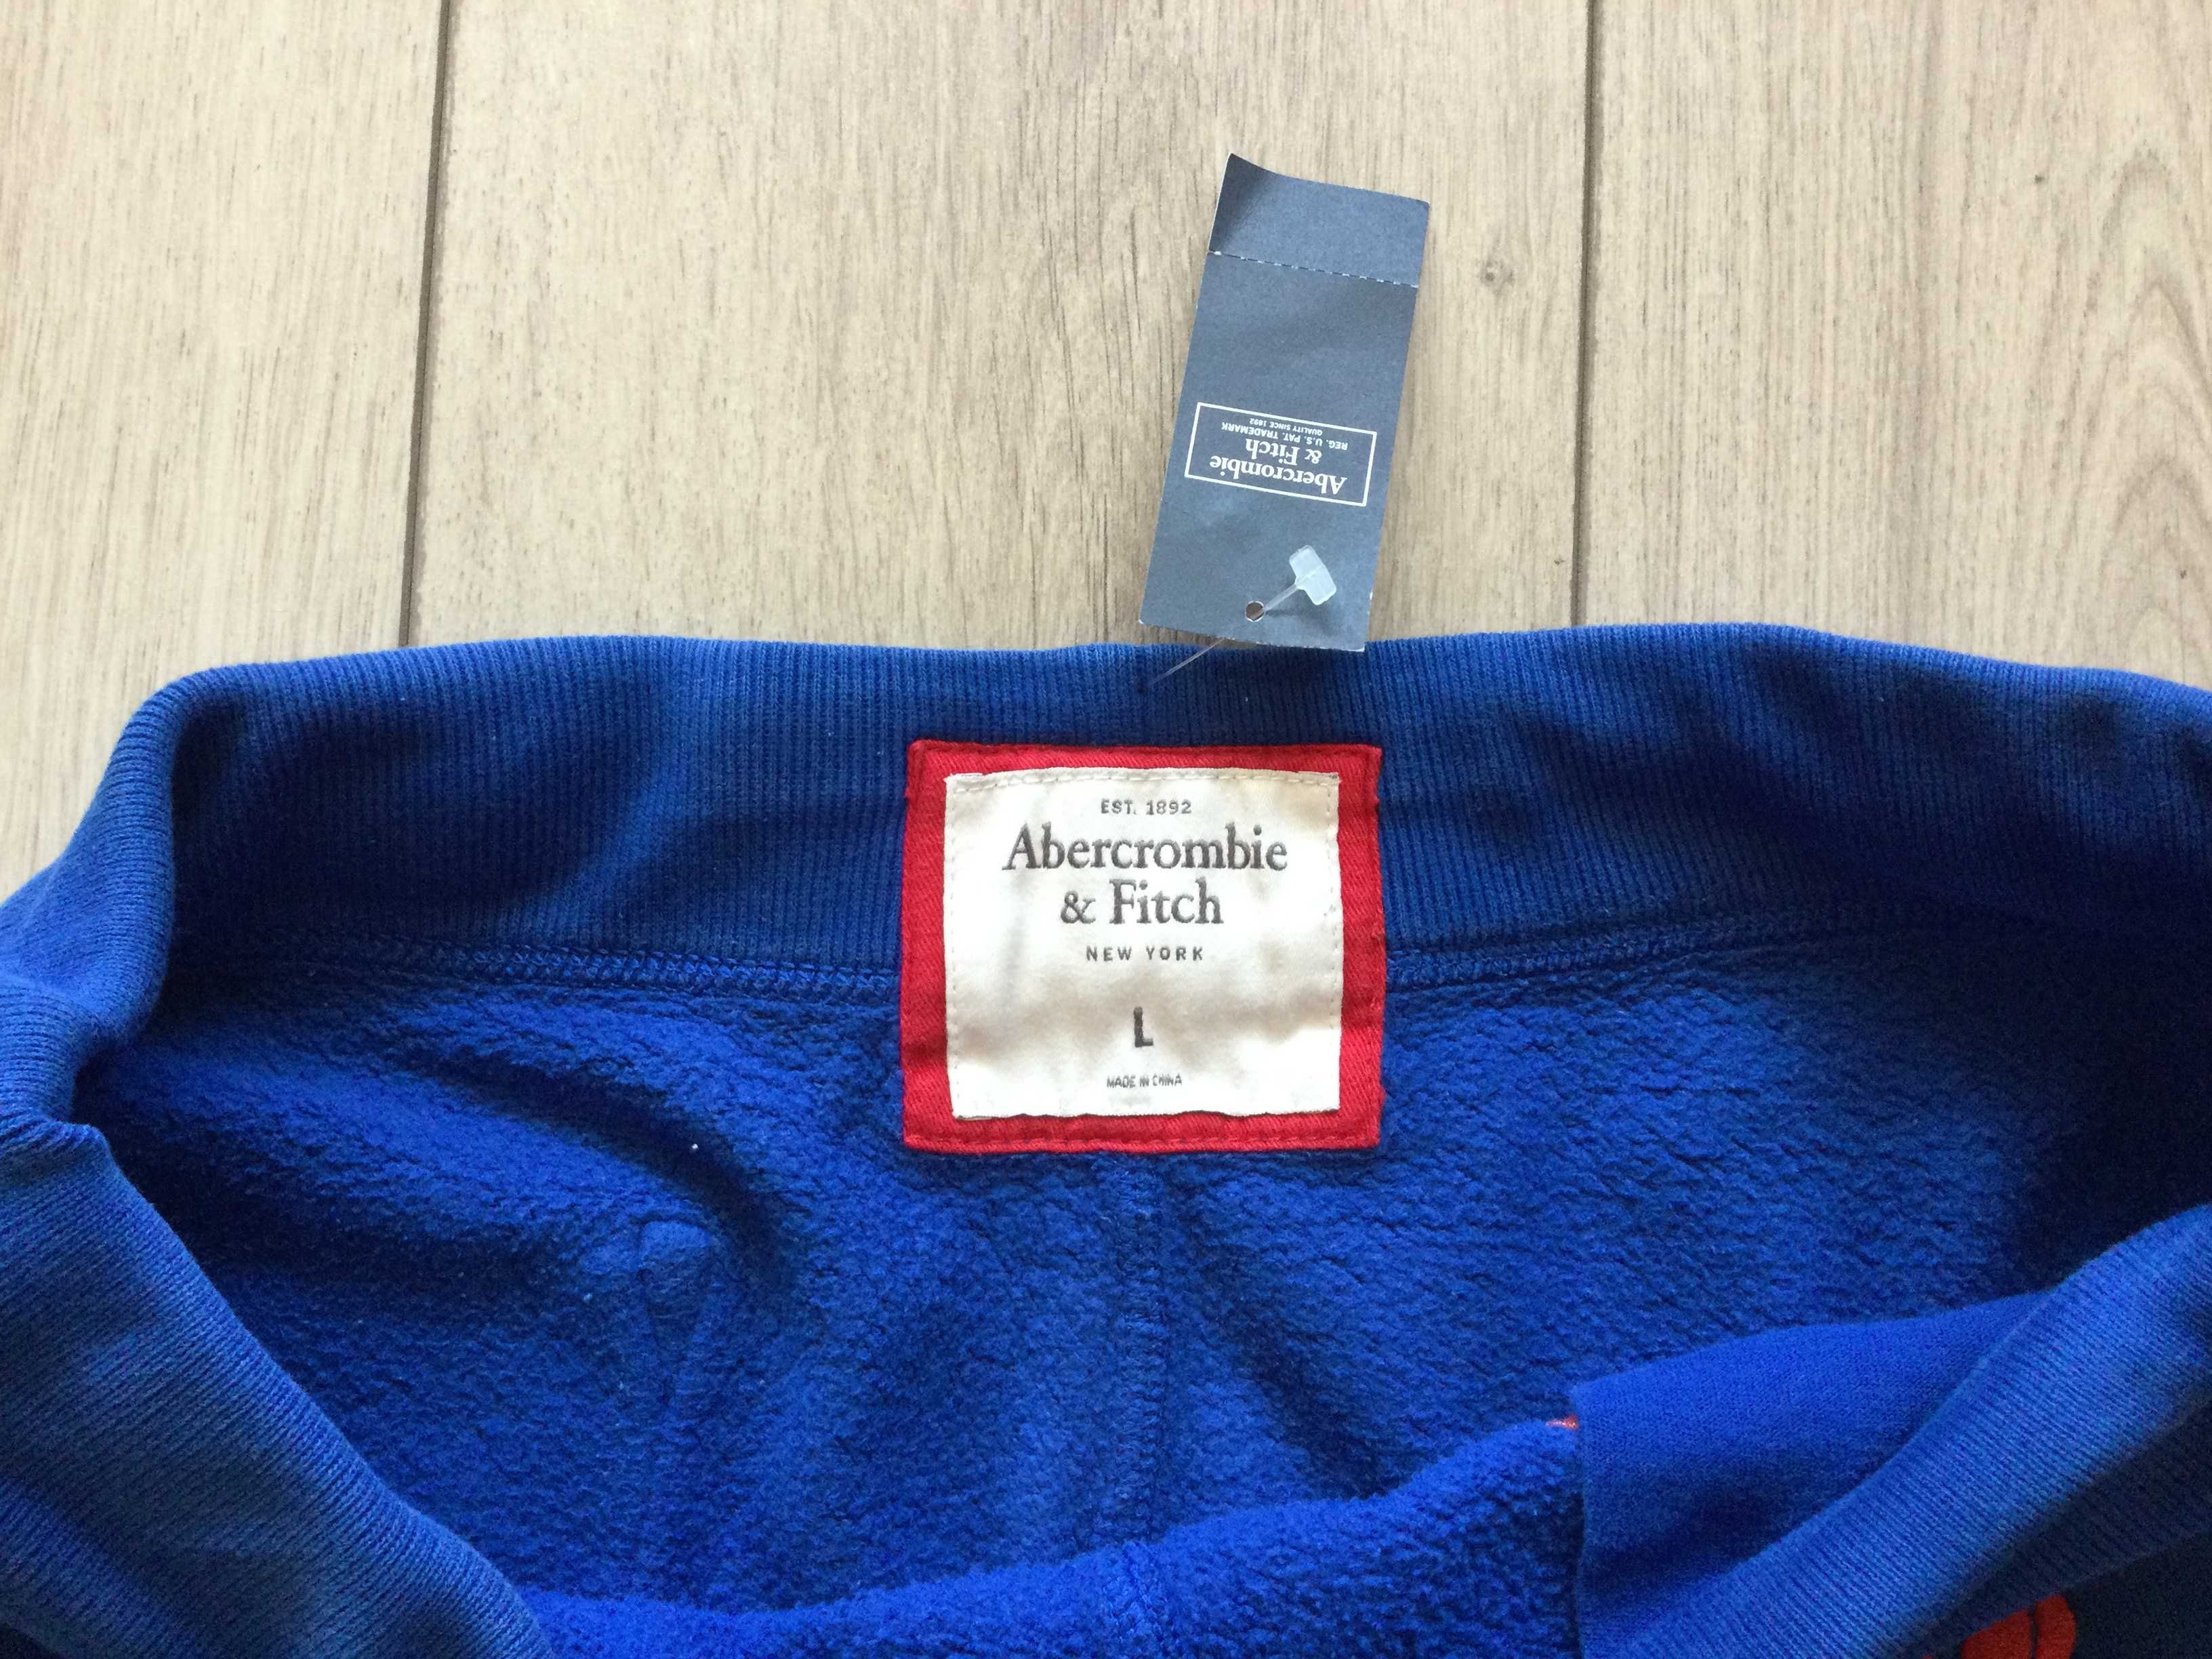 Abercrombie
& Fitch
REG. U.S. PAT. TRADEMARK
QUALITY SINCE 1892
EST. 1892
Abercrombie
& Fitch
NEW YORK
L
MADE IN CHINA